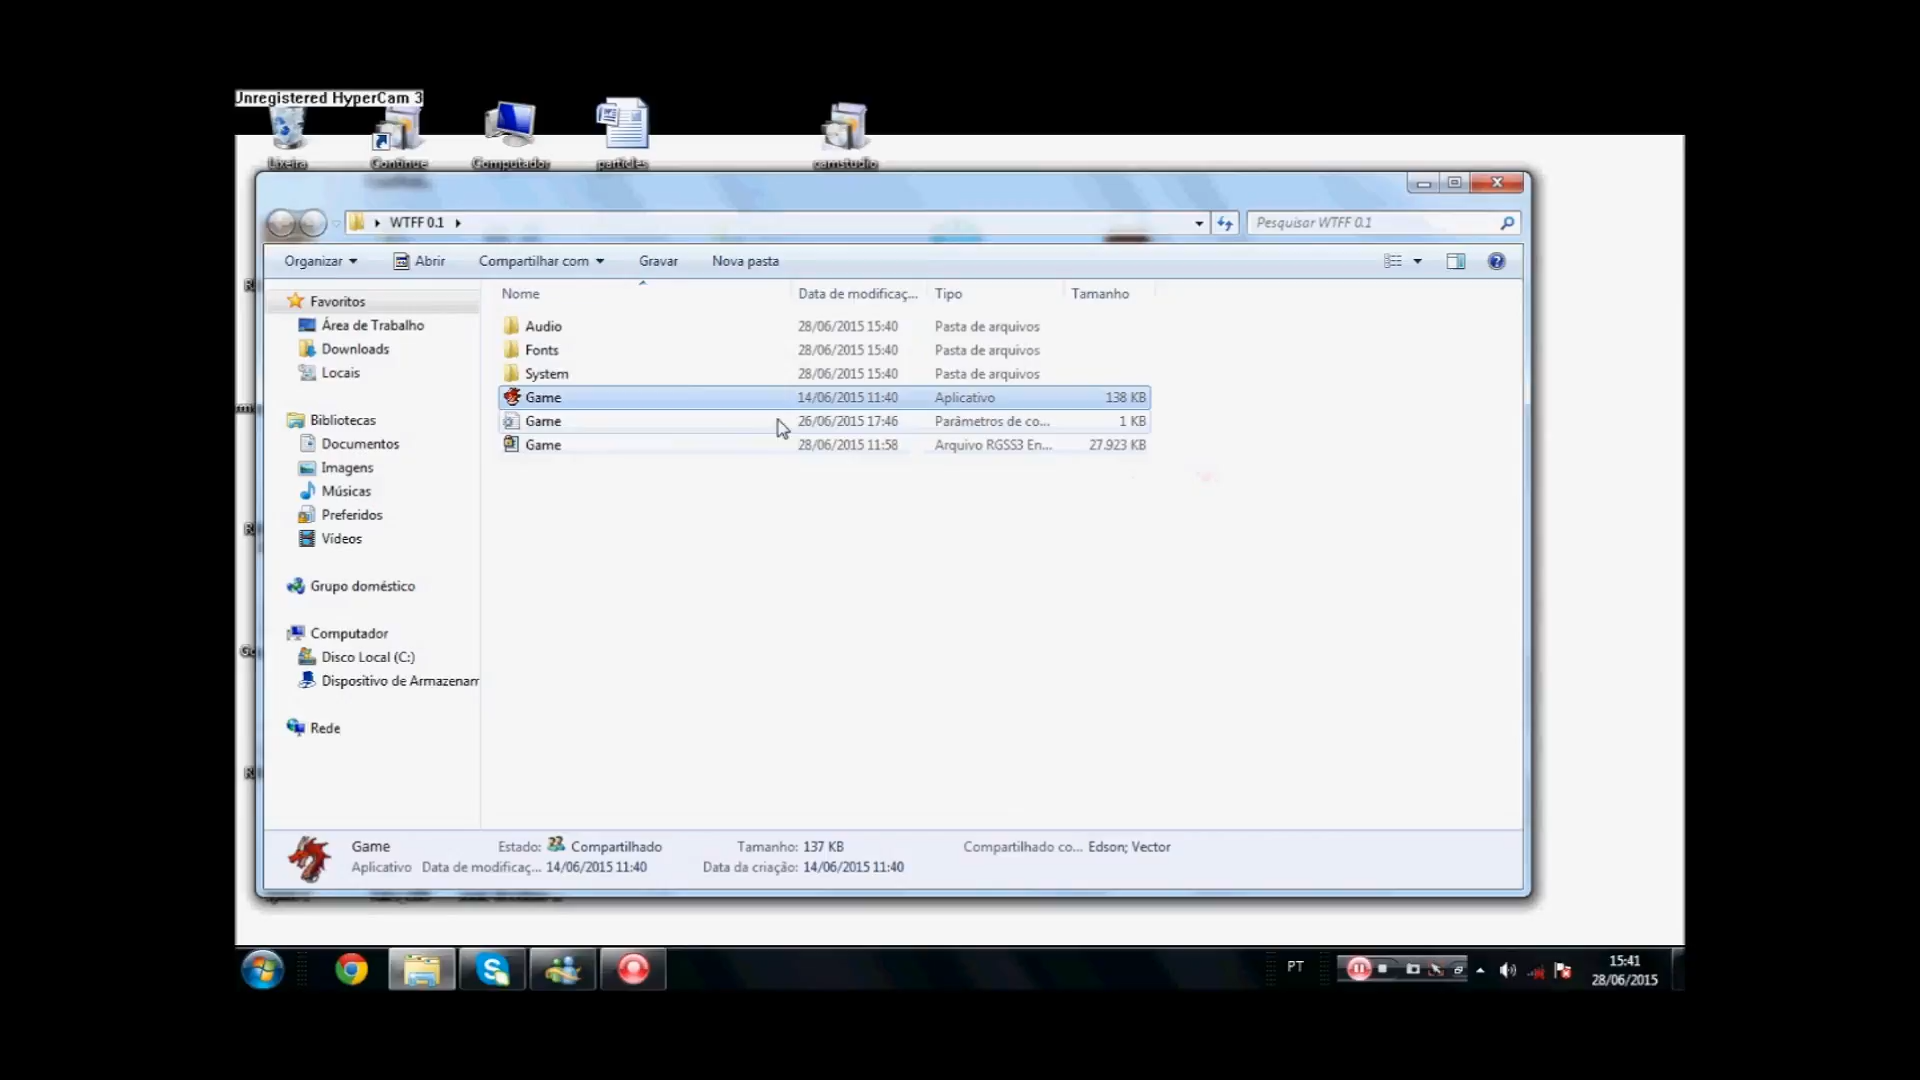 Unregistered HyperCam 3
Lixeira
Continue
Computador
particles
camstudio
WTFF 0.1
Pesquisar WTFF 0.1
Organizar
Abrir
Compartilhar com
Gravar
Nova pasta
Nome
Data de modificaç...
Tipo
Tamanho
Favoritos
Área de Trabalho
Downloads
Locais
Bibliotecas
Documentos
Imagens
Músicas
Preferidos
Vídeos
Grupo doméstico
Computador
Disco Local (C:)
Dispositivo de Armazenam
Rede
Audio 28/06/2015 15:40 Pasta de arquivos
Fonts 28/06/2015 15:40 Pasta de arquivos
System 28/06/2015 15:40 Pasta de arquivos
Game 14/06/2015 11:40 Aplicativo 138 KB
Game 26/06/2015 17:46 Parâmetros de co... 1 KB
Game 28/06/2015 11:58 Arquivo RGSS3 En... 27.923 KB
Game Estado: Compartilhado Tamanho: 137 KB Compartilhado co... Edson; Vector
Aplicativo Data de modificaç... 14/06/2015 11:40 Data da criação: 14/06/2015 11:40
PT
15:41
28/06/2015